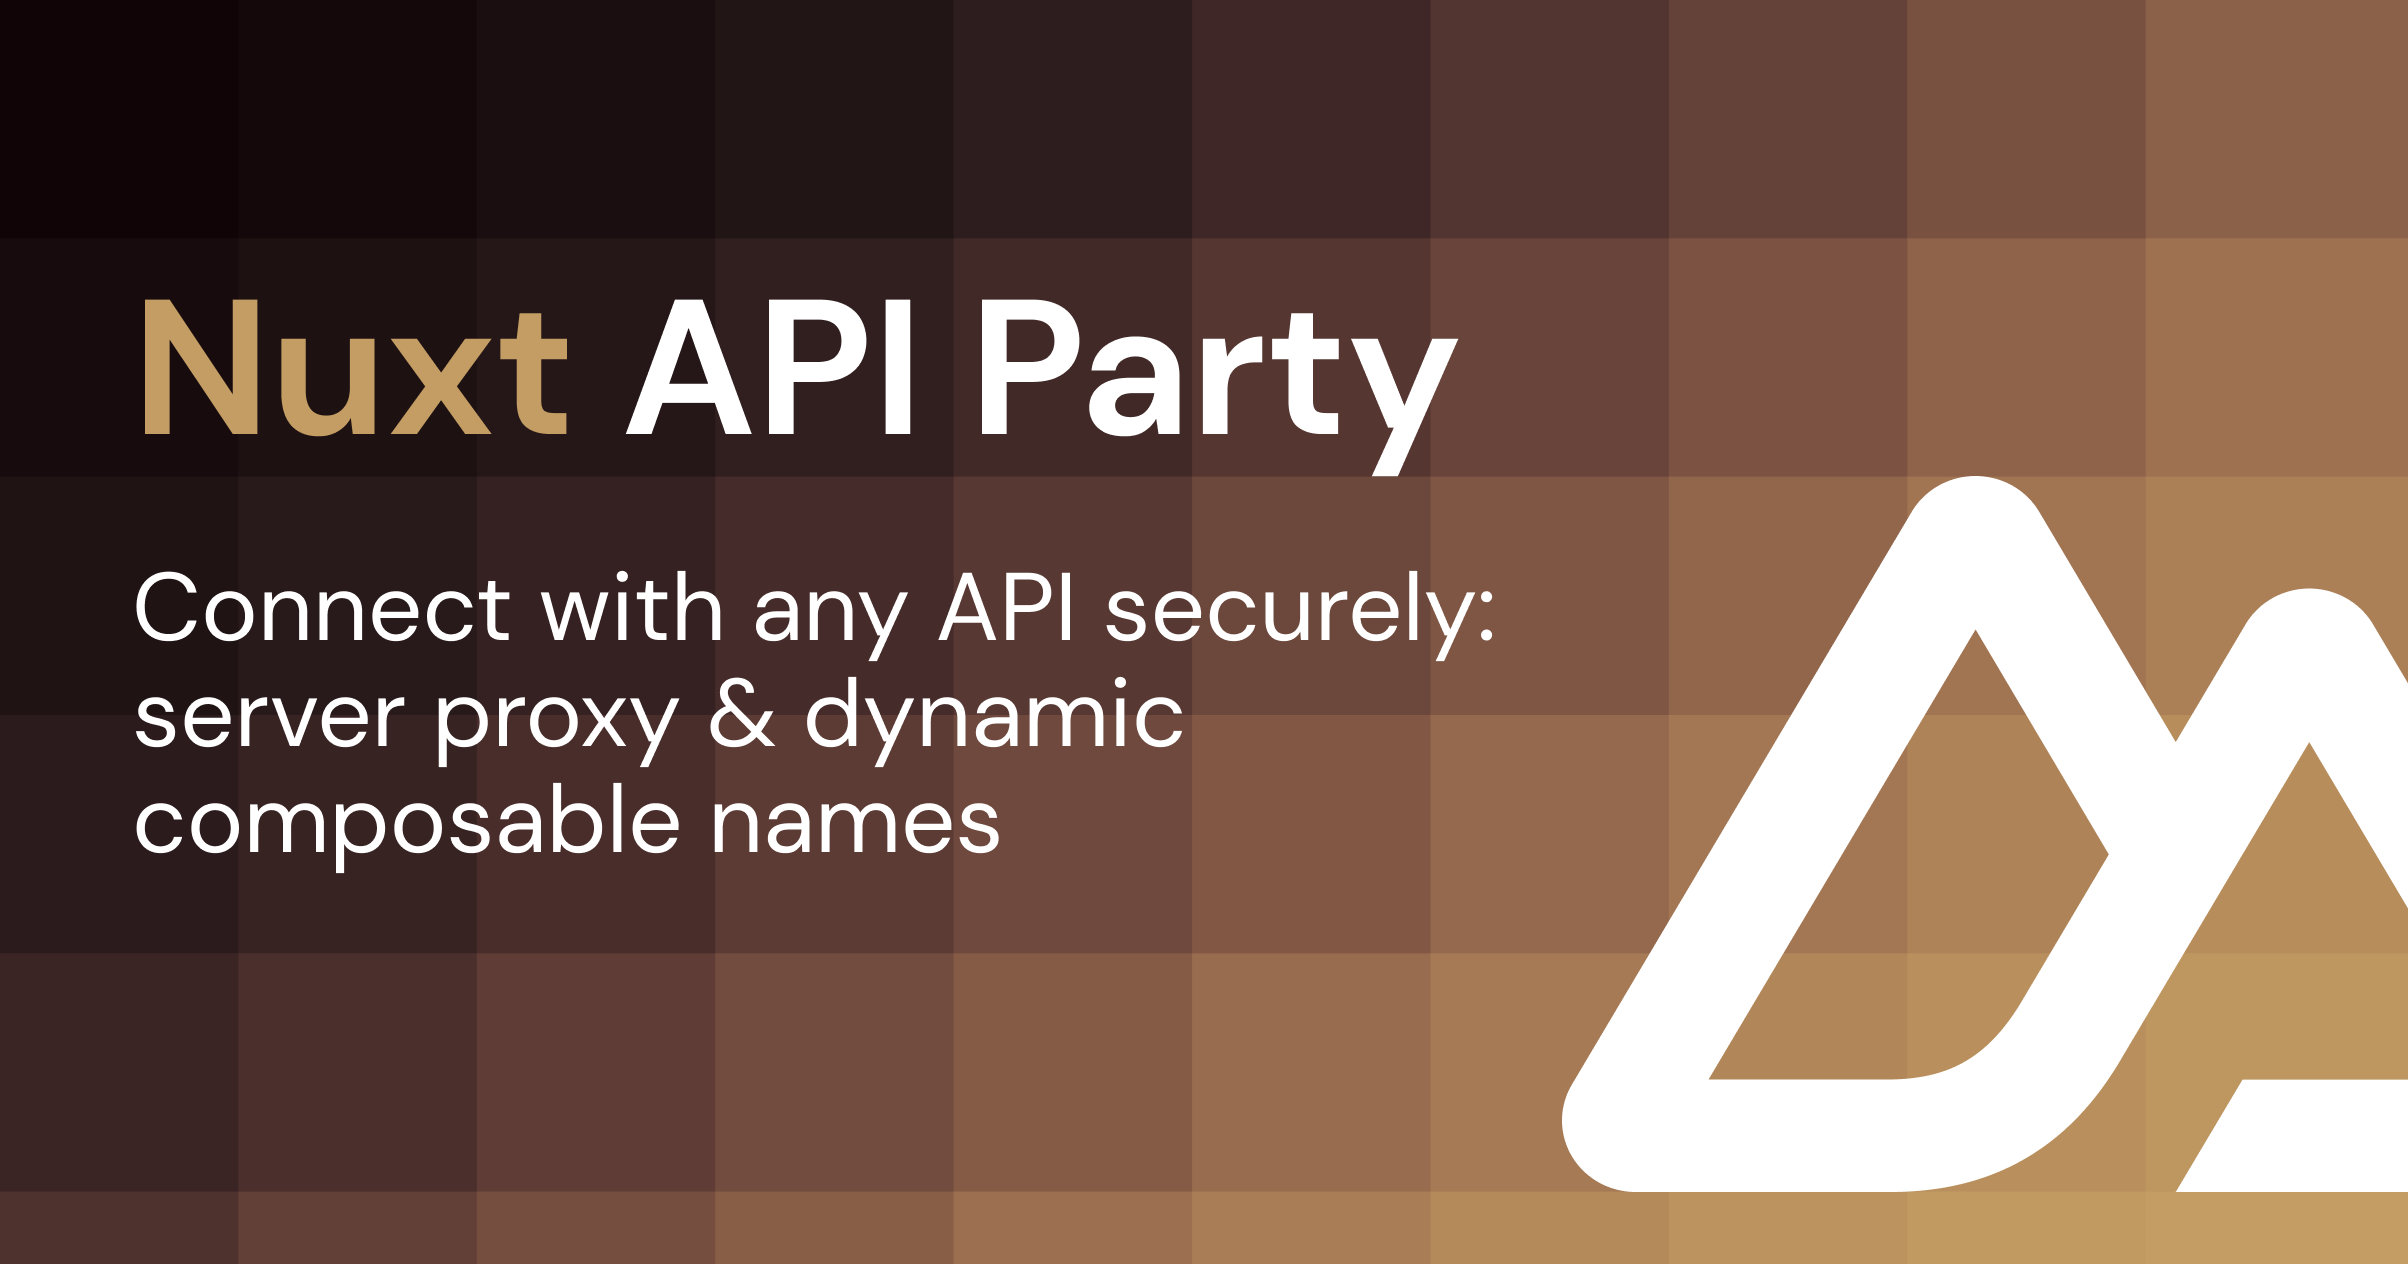 Nuxt API Party
Connect with any API securely:
server proxy & dynamic
composable names